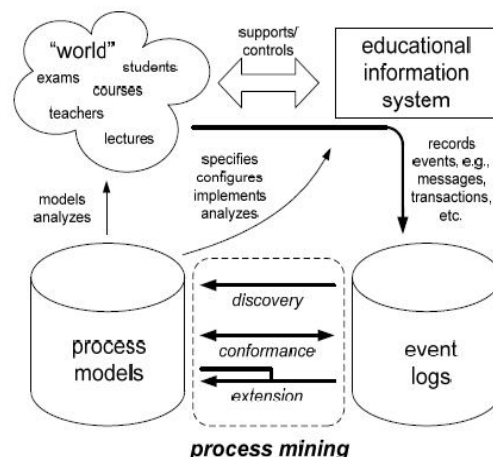 “world”
students
exams
courses
teachers
lectures
supports/
controls
educational
information
system
models
analyzes
specifies
configures
implements
analyzes
records
events, e.g.,
messages,
transactions,
etc.
process
models
discovery
conformance
extension
event
logs
process mining